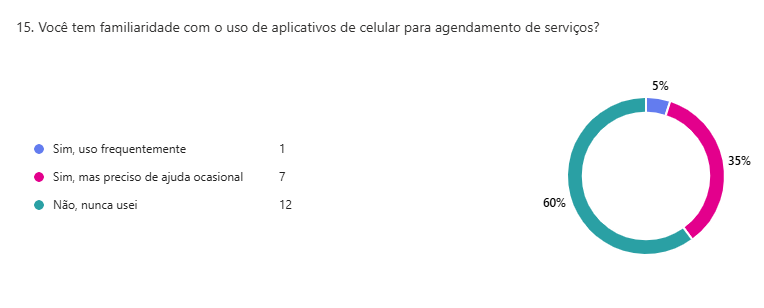 15. Você tem familiaridade com o uso de aplicativos de celular para agendamento de serviços?
Sim, uso frequentemente 1
Sim, mas preciso de ajuda ocasional 7
Não, nunca usei 12
5%
35%
60%